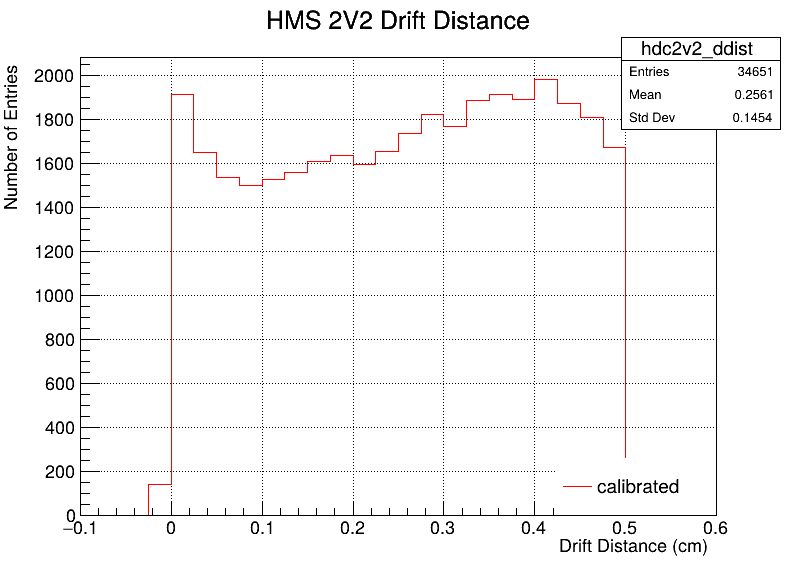 HMS 2V2 Drift Distance
hdc2v2_ddist
Entries 34651
Mean 0.2561
Std Dev 0.1454
Number of Entries
2000
1800
1600
1400
1200
1000
800
600
400
200
0
−0.1 0 0.1 0.2 0.3 0.4 0.5 0.6
Drift Distance (cm)
calibrated